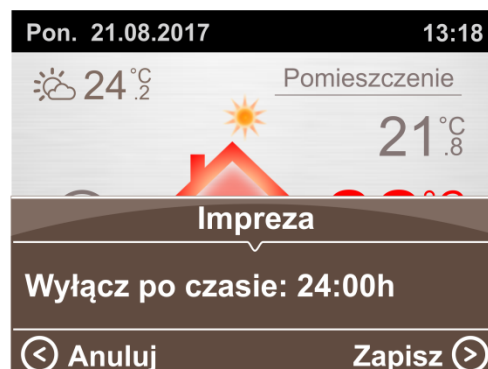 Pon. 21.08.2017 13:18
24.2°C
Pomieszczenie
21.8°C
Impreza
Wyłącz po czasie: 24:00h
Anuluj Zapisz